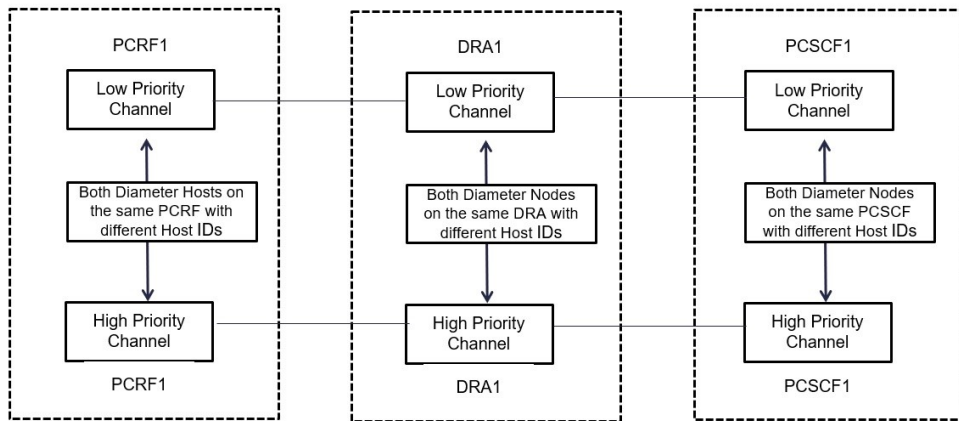 PCRF1
DRA1
PCSCF1
Low Priority
Channel
Low Priority
Channel
Low Priority
Channel
Both Diameter Hosts on
the same PCRF with
different Host IDs
Both Diameter Nodes
on the same DRA with
different Host IDs
Both Diameter Nodes
on the same PCSCF
with different Host IDs
High Priority
Channel
High Priority
Channel
High Priority
Channel
PCRF1
DRA1
PCSCF1